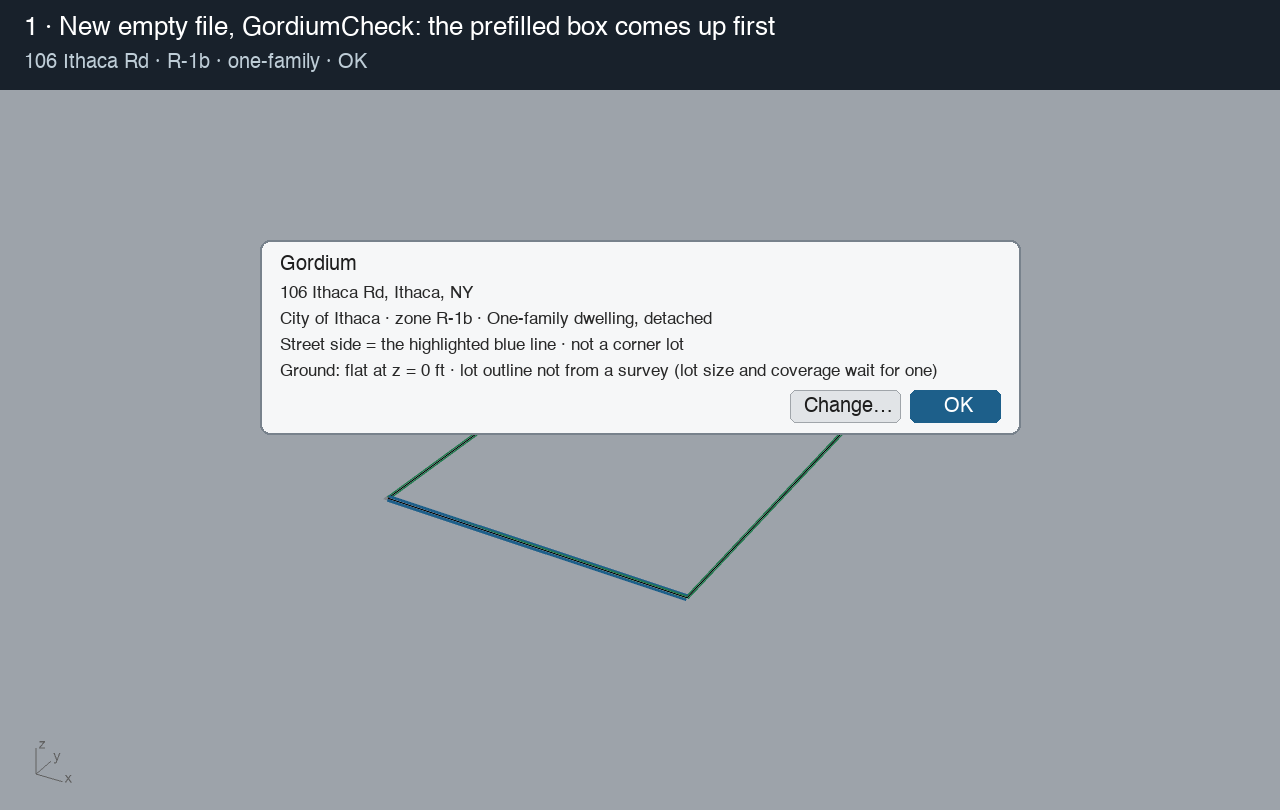 1 · New empty file, GordiumCheck: the prefilled box comes up first
106 Ithaca Rd · R-1b · one-family · OK
Gordium
106 Ithaca Rd, Ithaca, NY
City of Ithaca · zone R-1b · One-family dwelling, detached
Street side = the highlighted blue line · not a corner lot
Ground: flat at z = 0 ft · lot outline not from a survey (lot size and coverage wait for one)
Change… OK
z
y
x